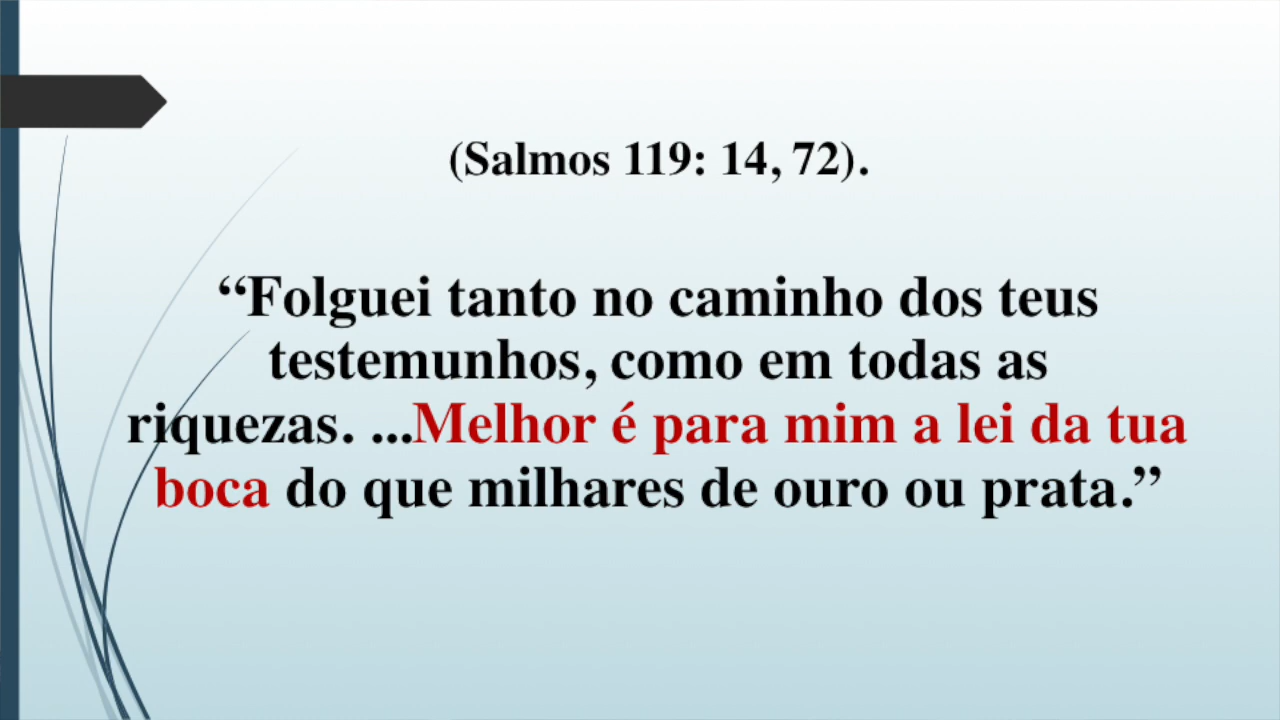 (Salmos 119: 14, 72).
“Folguei tanto no caminho dos teus
testemunhos, como em todas as
riquezas. ...Melhor é para mim a lei da tua
boca do que milhares de ouro ou prata.”